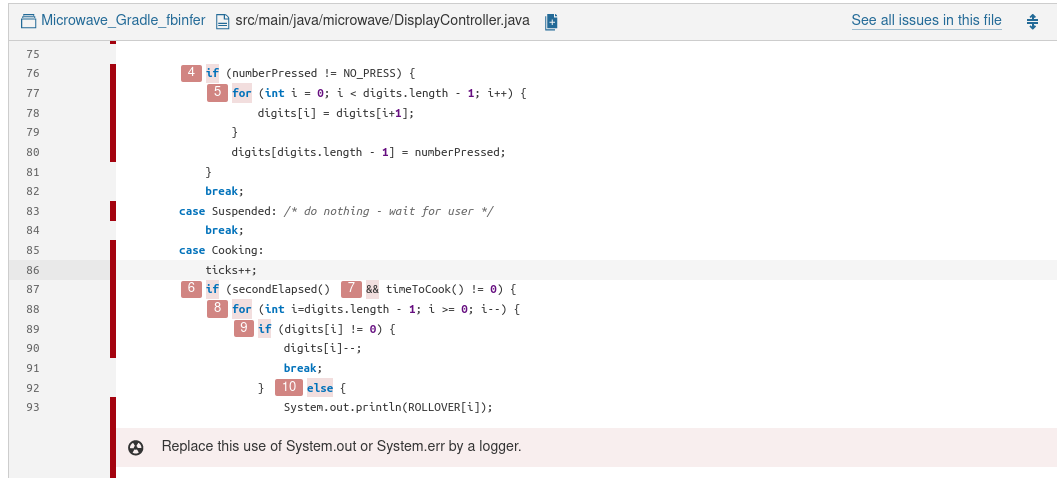 Microwave_Gradle_fbinfer src/main/java/microwave/DisplayController.java See all issues in this file
75
76 4 if (numberPressed != NO_PRESS) {
77 5 for (int i = 0; i < digits.length - 1; i++) {
78 digits[i] = digits[i+1];
79 }
80 digits[digits.length - 1] = numberPressed;
81 }
82 break;
83 case Suspended: /* do nothing - wait for user */
84 break;
85 case Cooking:
86 ticks++;
87 6 if (secondElapsed() 7 && timeToCook() != 0) {
88 8 for (int i=digits.length - 1; i >= 0; i--) {
89 9 if (digits[i] != 0) {
90 digits[i]--;
91 break;
92 } 10 else {
93 System.out.println(ROLLOVER[i]);
Replace this use of System.out or System.err by a logger.